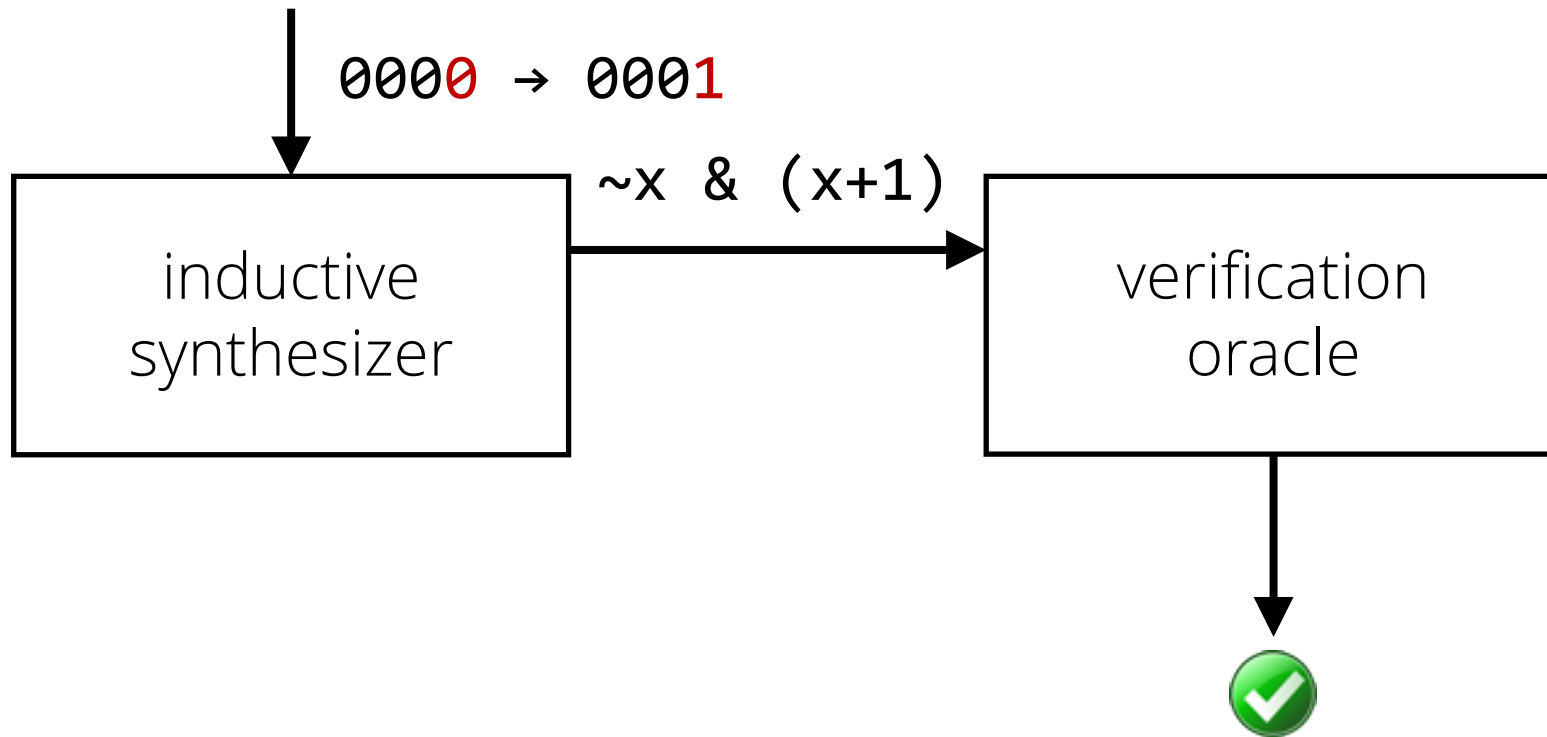 0000 → 0001
~x & (x+1)
inductive
synthesizer
verification
oracle